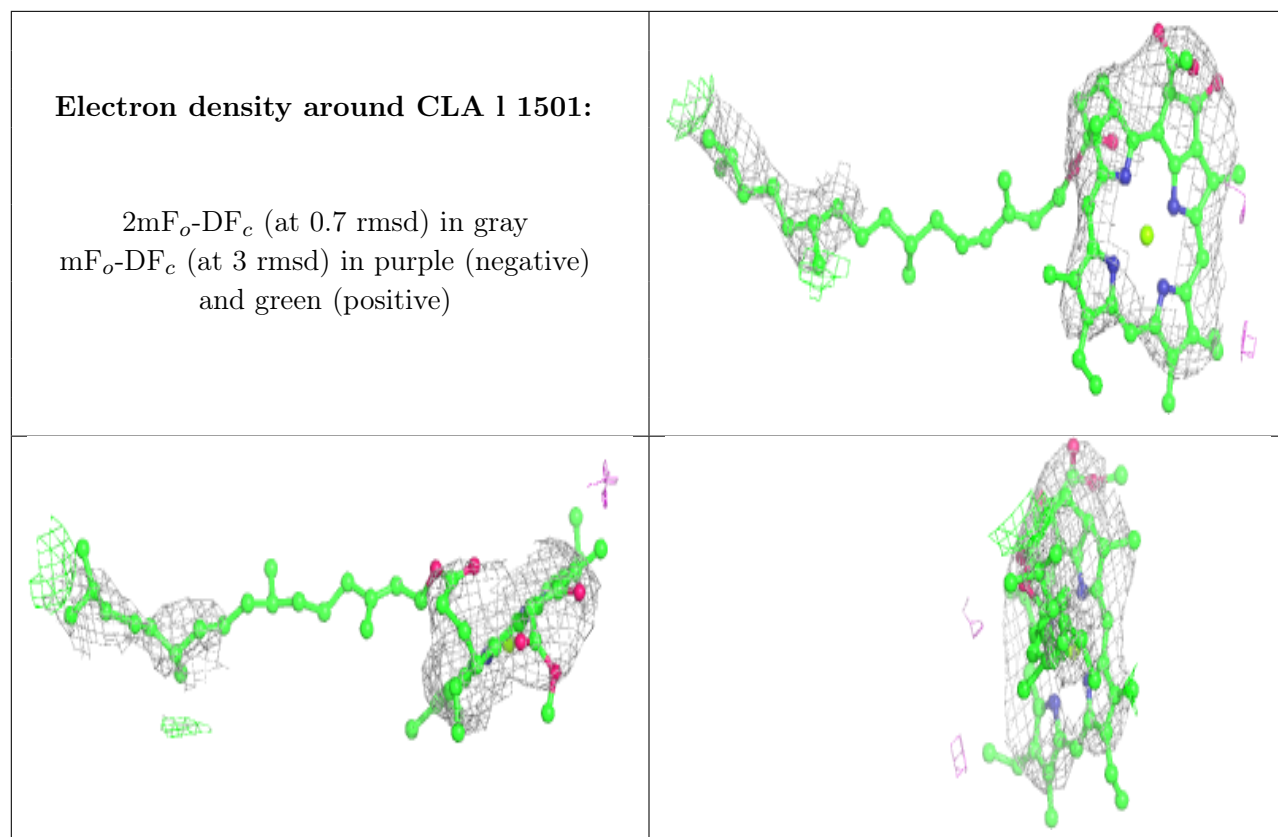 Electron density around CLA l 1501:
2mFo-DFc (at 0.7 rmsd) in gray
mFo-DFc (at 3 rmsd) in purple (negative)
and green (positive)